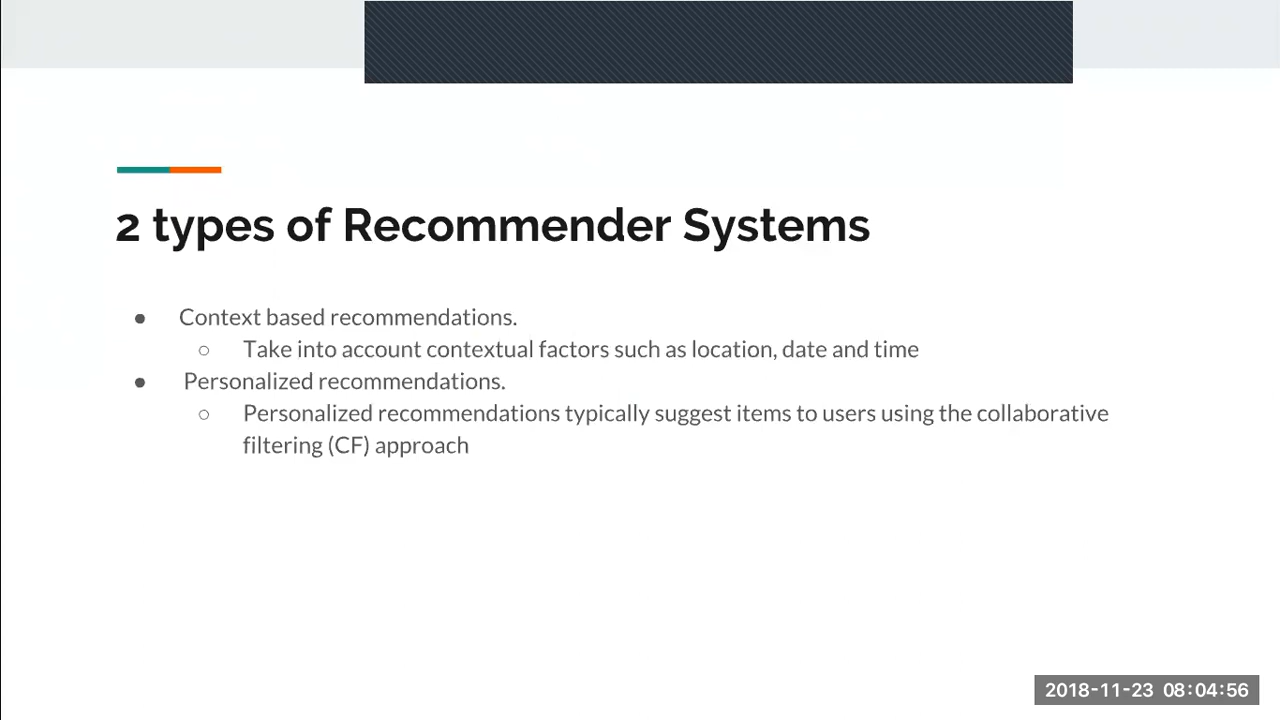 2 types of Recommender Systems
● Context based recommendations.
○ Take into account contextual factors such as location, date and time
● Personalized recommendations.
○ Personalized recommendations typically suggest items to users using the collaborative
filtering (CF) approach
2018-11-23 08:04:56